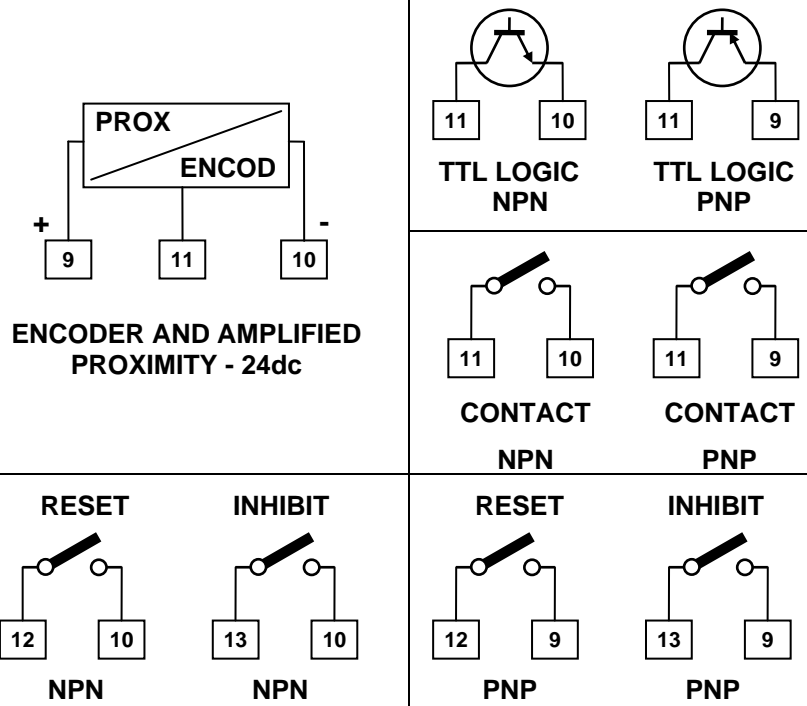 PROX
ENCOD
+ -
9 11 10
ENCODER AND AMPLIFIED
PROXIMITY - 24dc
11 10
TTL LOGIC
NPN
11 9
TTL LOGIC
PNP
11 10
CONTACT
NPN
11 9
CONTACT
PNP
RESET
12 10
NPN
INHIBIT
13 10
NPN
RESET
12 9
PNP
INHIBIT
13 9
PNP